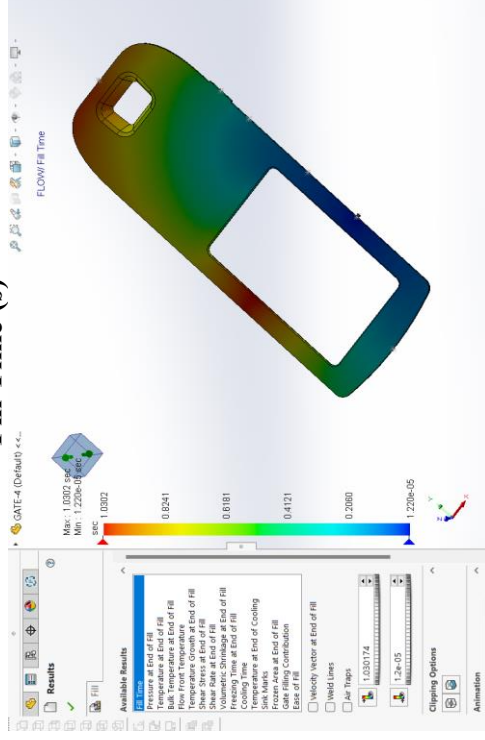 Fill Time (s)
GATE-4 (Default) <<...
FLOW/ Fill Time
Max : 1.0302 sec
Min : 1.220e-05 sec
sec
1.0302
0.8241
0.6181
0.4121
0.2060
1.220e-05
Results
Fill
Available Results
Fill Time
Pressure at End of Fill
Temperature at End of Fill
Bulk Temperature at End of Fill
Flow Front Temperature
Temperature Growth at End of Fill
Shear Stress at End of Fill
Shear Rate at End of Fill
Volumetric Shrinkage at End of Fill
Freezing Time at End of Fill
Cooling Time
Temperature at End of Cooling
Sink Marks
Frozen Area at End of Fill
Gate Filling Contribution
Ease of Fill
Velocity Vector at End of Fill
Weld Lines
Air Traps
1.030174
1.2e-05
Clipping Options
Animation